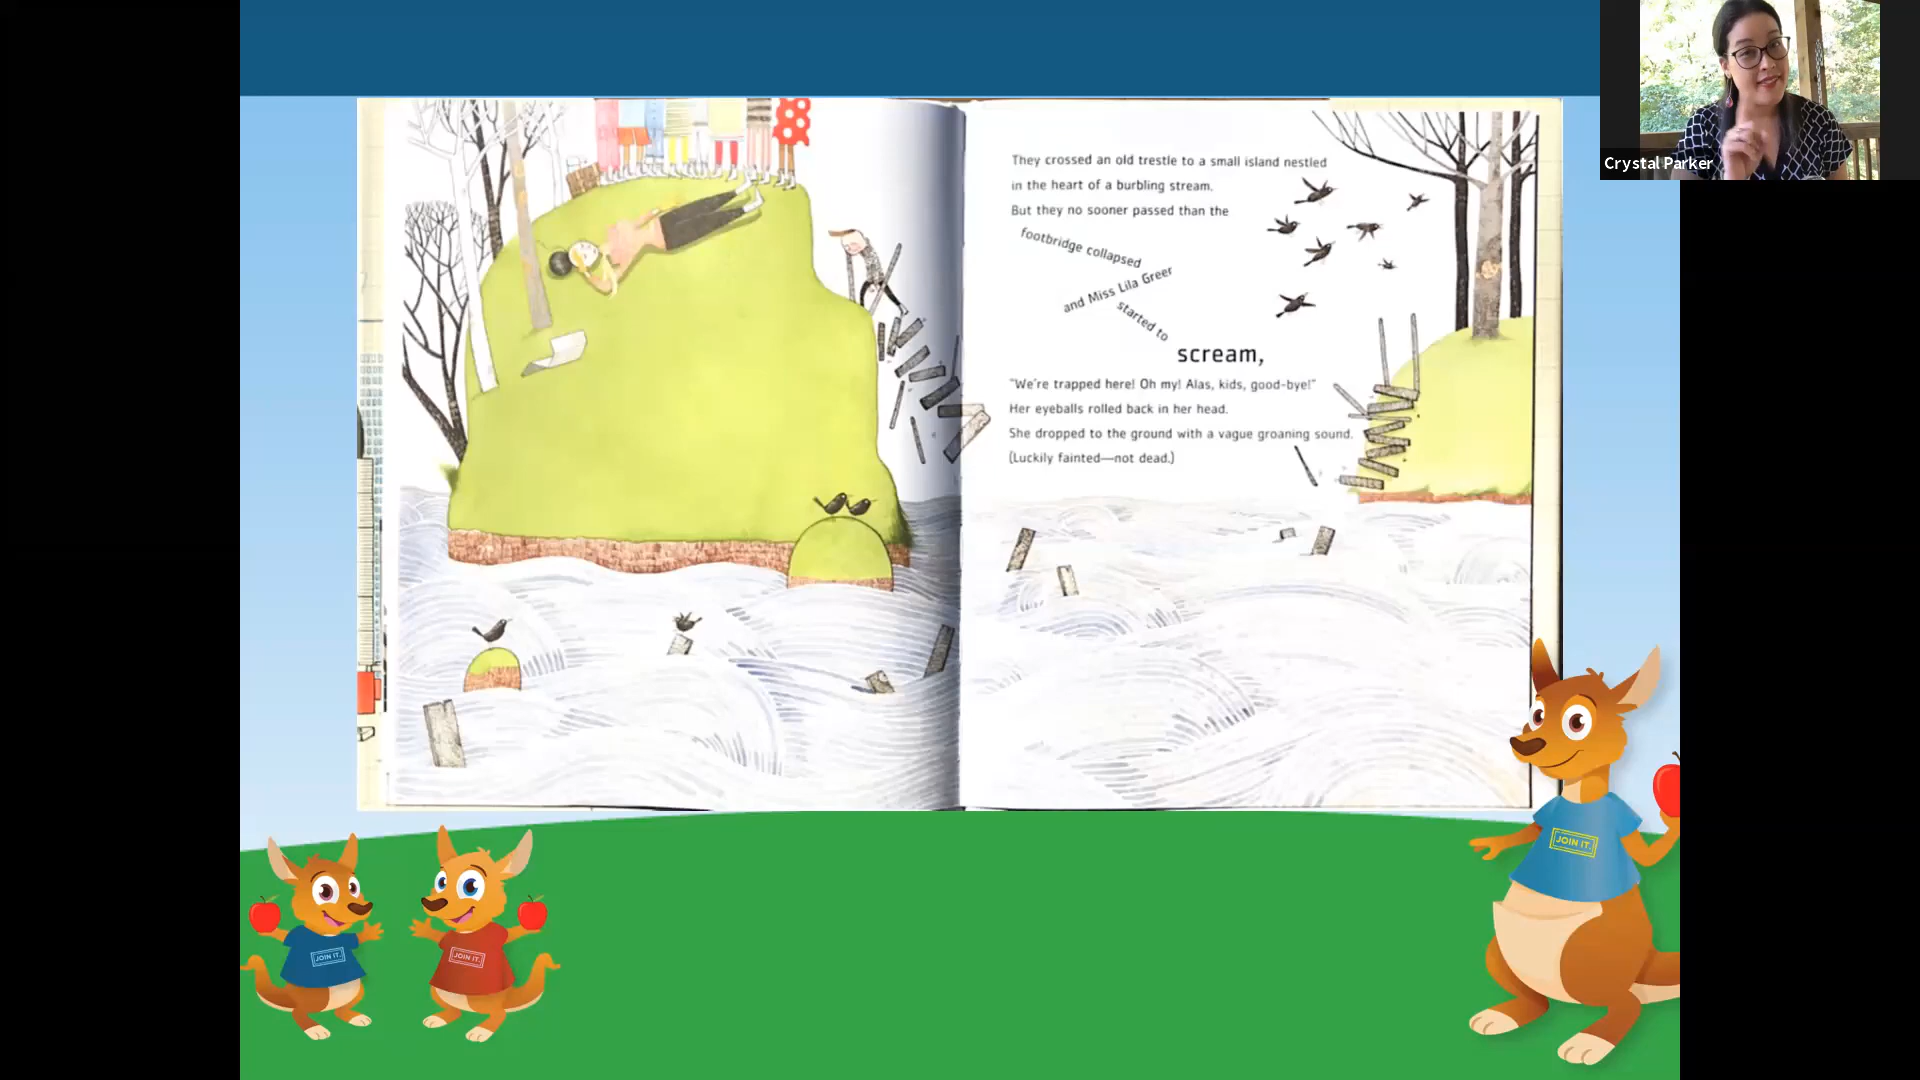 They crossed an old trestle to a small island nestled
in the heart of a burbling stream.
But they no sooner passed than the
footbridge collapsed
and Miss Lila Greer
started to
scream,
"We're trapped here! Oh my! Alas, kids, good-bye!"
Her eyeballs rolled back in her head.
She dropped to the ground with a vague groaning sound.
(Luckily fainted—not dead.)
Crystal Parker
JOIN IT.
JOIN IT.
JOIN IT.